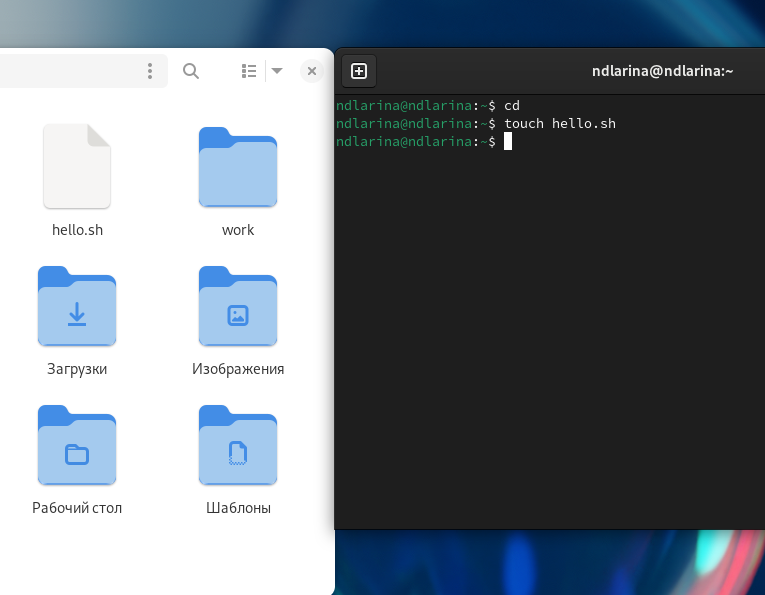 hello.sh
work
Загрузки
Изображения
Рабочий стол
Шаблоны
ndlarina@ndlarina:~
ndlarina@ndlarina:~$ cd
ndlarina@ndlarina:~$ touch hello.sh
ndlarina@ndlarina:~$